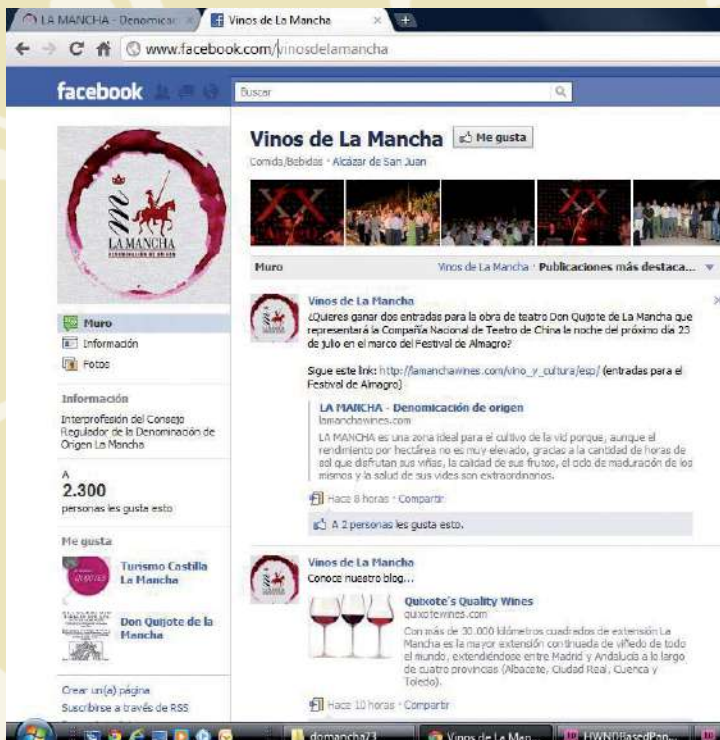 LA MANCHA - Denominac
Vinos de La Mancha
www.facebook.com/vinosdelamancha
facebook
Buscar
LA MANCHA
DENOMINACIÓN DE ORIGEN
Vinos de La Mancha
Me gusta
Comida/Bebidas · Alcázar de San Juan
XX
XX
Muro
Vinos de La Mancha · Publicaciones más destaca...
Muro
Información
Fotos
Información
Interprofesión del Consejo
Regulador de la Denominación de
Origen La Mancha
A
2.300
personas les gusta esto
Me gusta
Turismo Castilla
La Mancha
Don Quijote de la
Mancha
Crear un(a) página
Suscribirse a través de RSS
Vinos de La Mancha
¿Quieres ganar dos entradas para la obra de teatro Don Quijote de La Mancha que
representará la Compañía Nacional de Teatro de China la noche del próximo día 23
de julio en el marco del Festival de Almagro?
Sigue este link: http://lamanchawines.com/vino_y_cultura/esp/ (entradas para el
Festival de Almagro)
LA MANCHA - Denominación de origen
lamanchawines.com
LA MANCHA es una zona ideal para el cultivo de la vid porque, aunque el
rendimiento por hectárea no es muy elevado, gracias a la cantidad de horas de
sol que disfrutan sus viñas, la calidad de sus frutos, el ciclo de maduración de los
mismos y la salud de sus vides son extraordinarios.
Hace 8 horas · Compartir
A 2 personas les gusta esto.
Vinos de La Mancha
Conoce nuestro blog...
Quixote´s Quality Wines
quixotewines.com
Con más de 30.000 kilómetros cuadrados de extensión La
Mancha es la mayor extensión continuada de viñedo de todo
el mundo, extendiéndose entre Madrid y Andalucía a lo largo
de cuatro provincias (Albacete, Ciudad Real, Cuenca y
Toledo).
Hace 10 horas · Compartir
domancha73
Vinos de La Man...
HWNDBasedPan...